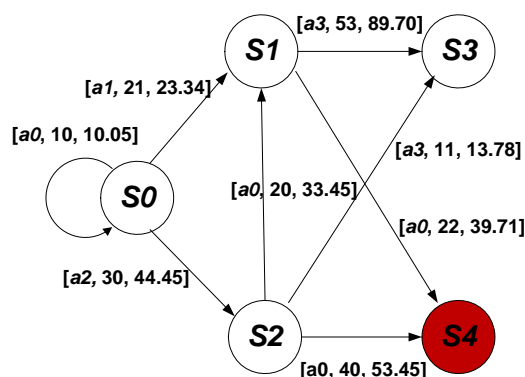 [a3, 53, 89.70]
S1
S3
[a1, 21, 23.34]
[a0, 10, 10.05]
[a3, 11, 13.78]
S0
[a0, 20, 33.45]
[a0, 22, 39.71]
[a2, 30, 44.45]
S2
S4
[a0, 40, 53.45]